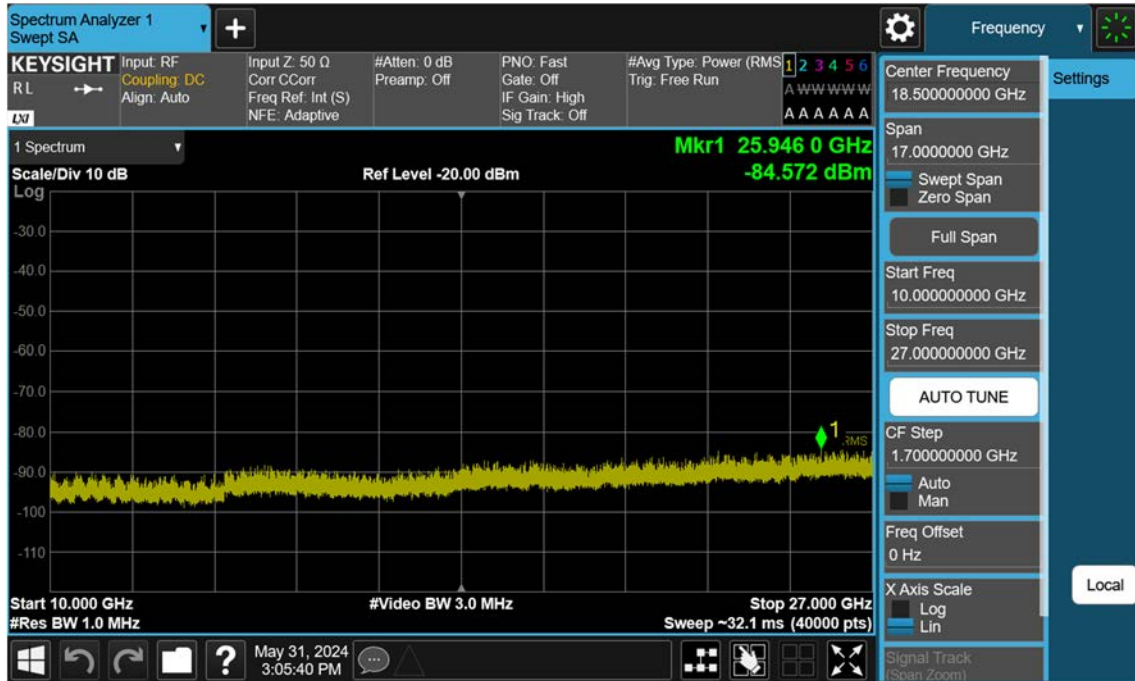 Spectrum Analyzer 1
Swept SA
+
Frequency
KEYSIGHT
R L
LXI
Input: RF
Coupling: DC
Align: Auto
Input Z: 50 Ω
Corr CCorr
Freq Ref: Int (S)
NFE: Adaptive
#Atten: 0 dB
Preamp: Off
PNO: Fast
Gate: Off
IF Gain: High
Sig Track: Off
#Avg Type: Power (RMS
Trig: Free Run
1 2 3 4 5 6
A W W W W W
A A A A A A
1 Spectrum
Mkr1 25.946 0 GHz
Scale/Div 10 dB
Ref Level -20.00 dBm
-84.572 dBm
Log
-30.0
-40.0
-50.0
-60.0
-70.0
-80.0
-90.0
-100
-110
1
RMS
Start 10.000 GHz
#Video BW 3.0 MHz
Stop 27.000 GHz
#Res BW 1.0 MHz
Sweep ~32.1 ms (40000 pts)
Center Frequency
18.500000000 GHz
Settings
Span
17.0000000 GHz
Swept Span
Zero Span
Full Span
Start Freq
10.000000000 GHz
Stop Freq
27.000000000 GHz
AUTO TUNE
CF Step
1.700000000 GHz
Auto
Man
Freq Offset
0 Hz
X Axis Scale
Log
Lin
Local
Signal Track
(Span Zoom)
?
May 31, 2024
3:05:40 PM